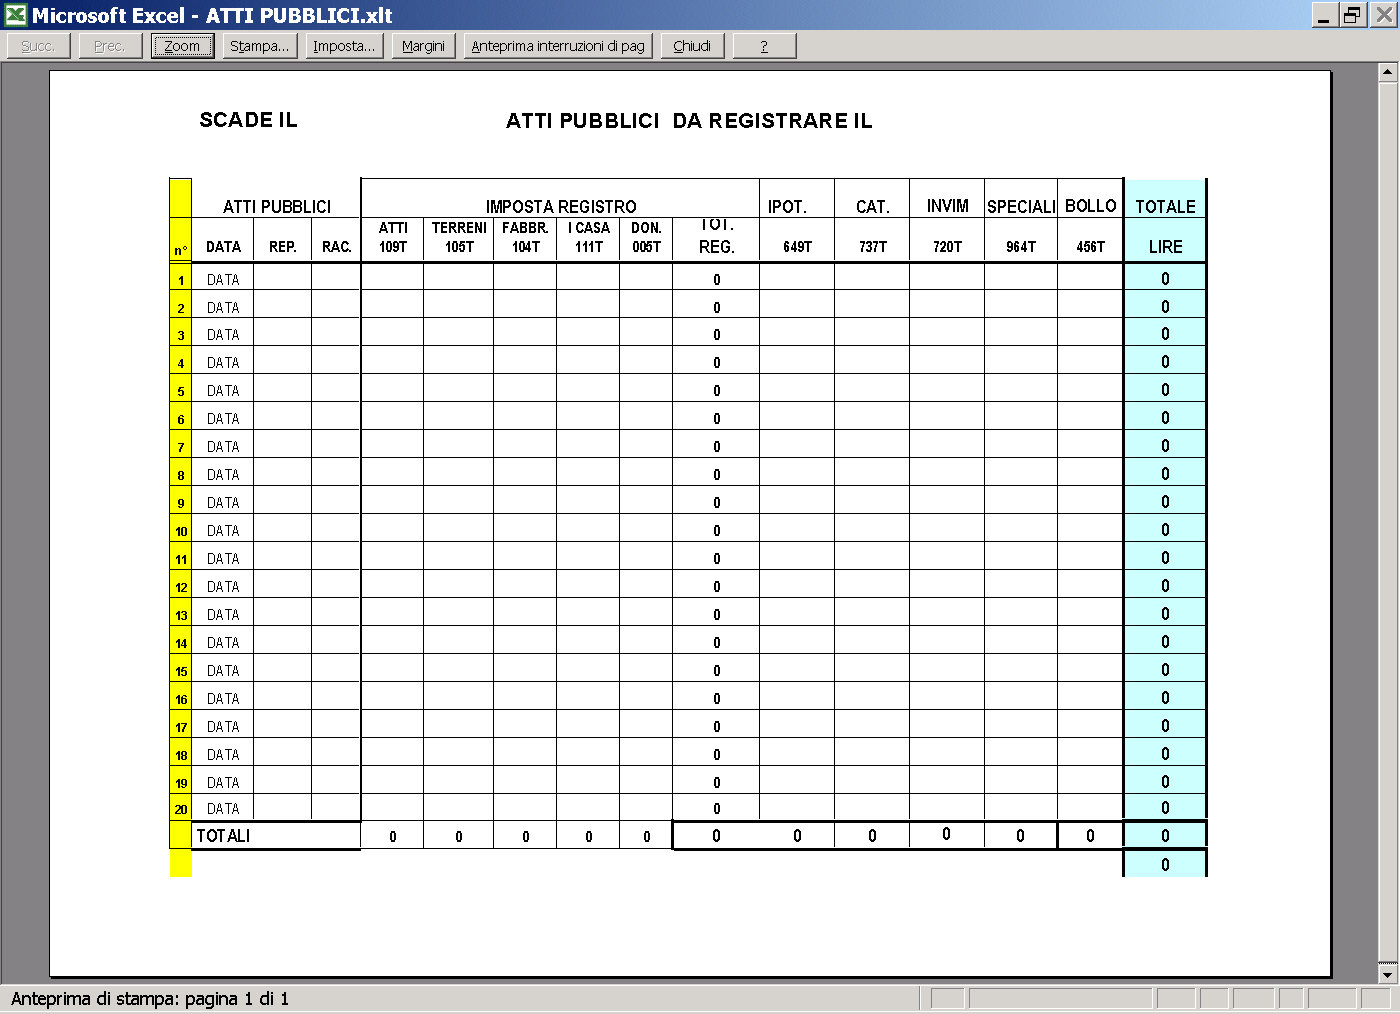 Microsoft Excel - ATTI PUBBLICI.xlt
Succ. Prec. Zoom Stampa... Imposta... Margini Anteprima interruzioni di pag Chiudi ?
SCADE IL ATTI PUBBLICI DA REGISTRARE IL
ATTI PUBBLICI IMPOSTA REGISTRO IPOT. CAT. INVIM SPECIALI BOLLO TOTALE
ATTI TERRENI FABBR. I CASA DON. TOT.
n° DATA REP. RAC. 109T 105T 104T 111T 005T REG. 649T 737T 720T 964T 456T LIRE
1 DATA 0 0
2 DATA 0 0
3 DATA 0 0
4 DATA 0 0
5 DATA 0 0
6 DATA 0 0
7 DATA 0 0
8 DATA 0 0
9 DATA 0 0
10 DATA 0 0
11 DATA 0 0
12 DATA 0 0
13 DATA 0 0
14 DATA 0 0
15 DATA 0 0
16 DATA 0 0
17 DATA 0 0
18 DATA 0 0
19 DATA 0 0
20 DATA 0 0
TOTALI 0 0 0 0 0 0 0 0 0 0 0 0
0
Anteprima di stampa: pagina 1 di 1